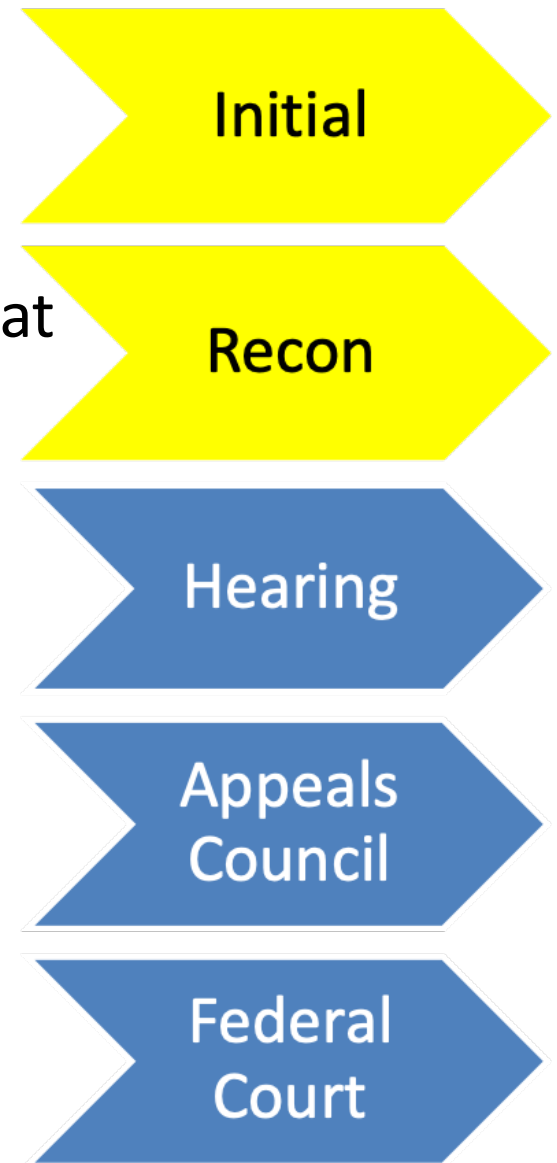 Initial
at
Recon
Hearing
Appeals
Council
Federal
Court